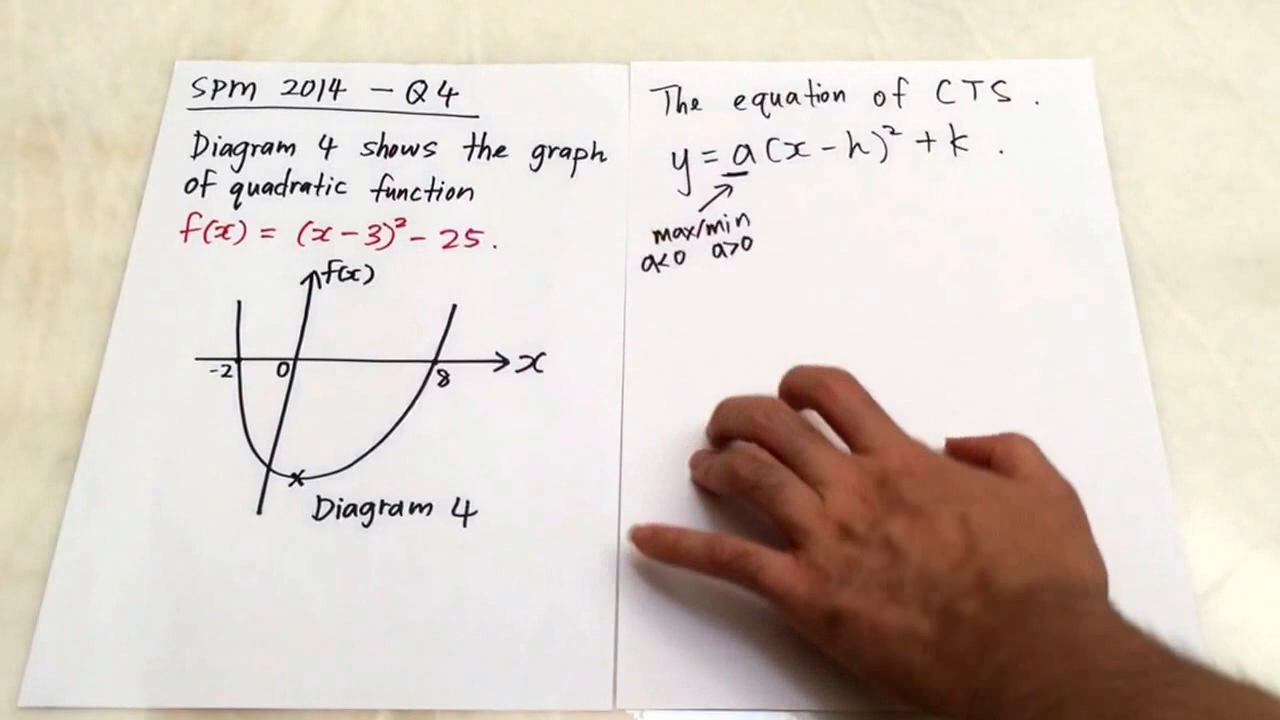 SPM 2014 - Q4
Diagram 4 shows the graph
of quadratic function
f(x) = (x-3)² - 25.
f(x)
-2 0 8 x
Diagram 4
The equation of CTS.
y = a(x-h)² + k.
max/min
a<0 a>0